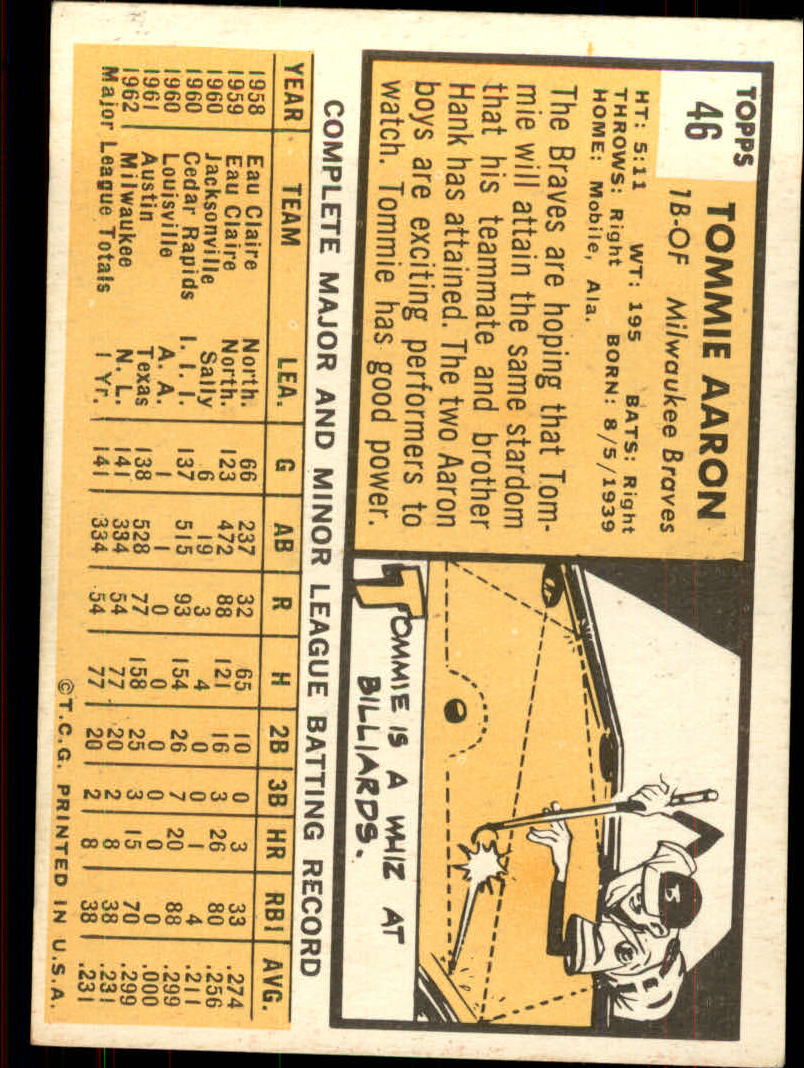 TOPPS
46
TOMMIE AARON
1B-OF Milwaukee Braves
HT: 5:11 WT: 195 BATS: Right
THROWS: Right BORN: 8/5/1939
HOME: Mobile, Ala.
The Braves are hoping that Tom-
mie will attain the same stardom
that his teammate and brother
Hank has attained. The two Aaron
boys are exciting performers to
watch. Tommie has good power.
TOMMIE IS A WHIZ AT
BILLIARDS.
COMPLETE MAJOR AND MINOR LEAGUE BATTING RECORD
YEAR TEAM LEA. G AB R H 2B 3B HR RBI AVG.
1958 Eau Claire North. 66 237 32 65 10 0 3 33 .274
1959 Eau Claire North. 123 472 88 121 16 3 26 80 .256
1960 Jacksonville Sally 6 19 3 4 0 0 1 4 .211
1960 Cedar Rapids I. I. I. 137 515 93 154 26 7 20 88 .299
1960 Louisville A. A. 1 1 0 0 0 0 0 0 .000
1961 Austin Texas 138 528 77 158 25 3 15 70 .299
1962 Milwaukee N. L. 141 334 54 77 20 2 8 38 .231
Major League Totals 1 Yr. 141 334 54 77 20 2 8 38 .231
©T.C.G. PRINTED IN U.S.A.